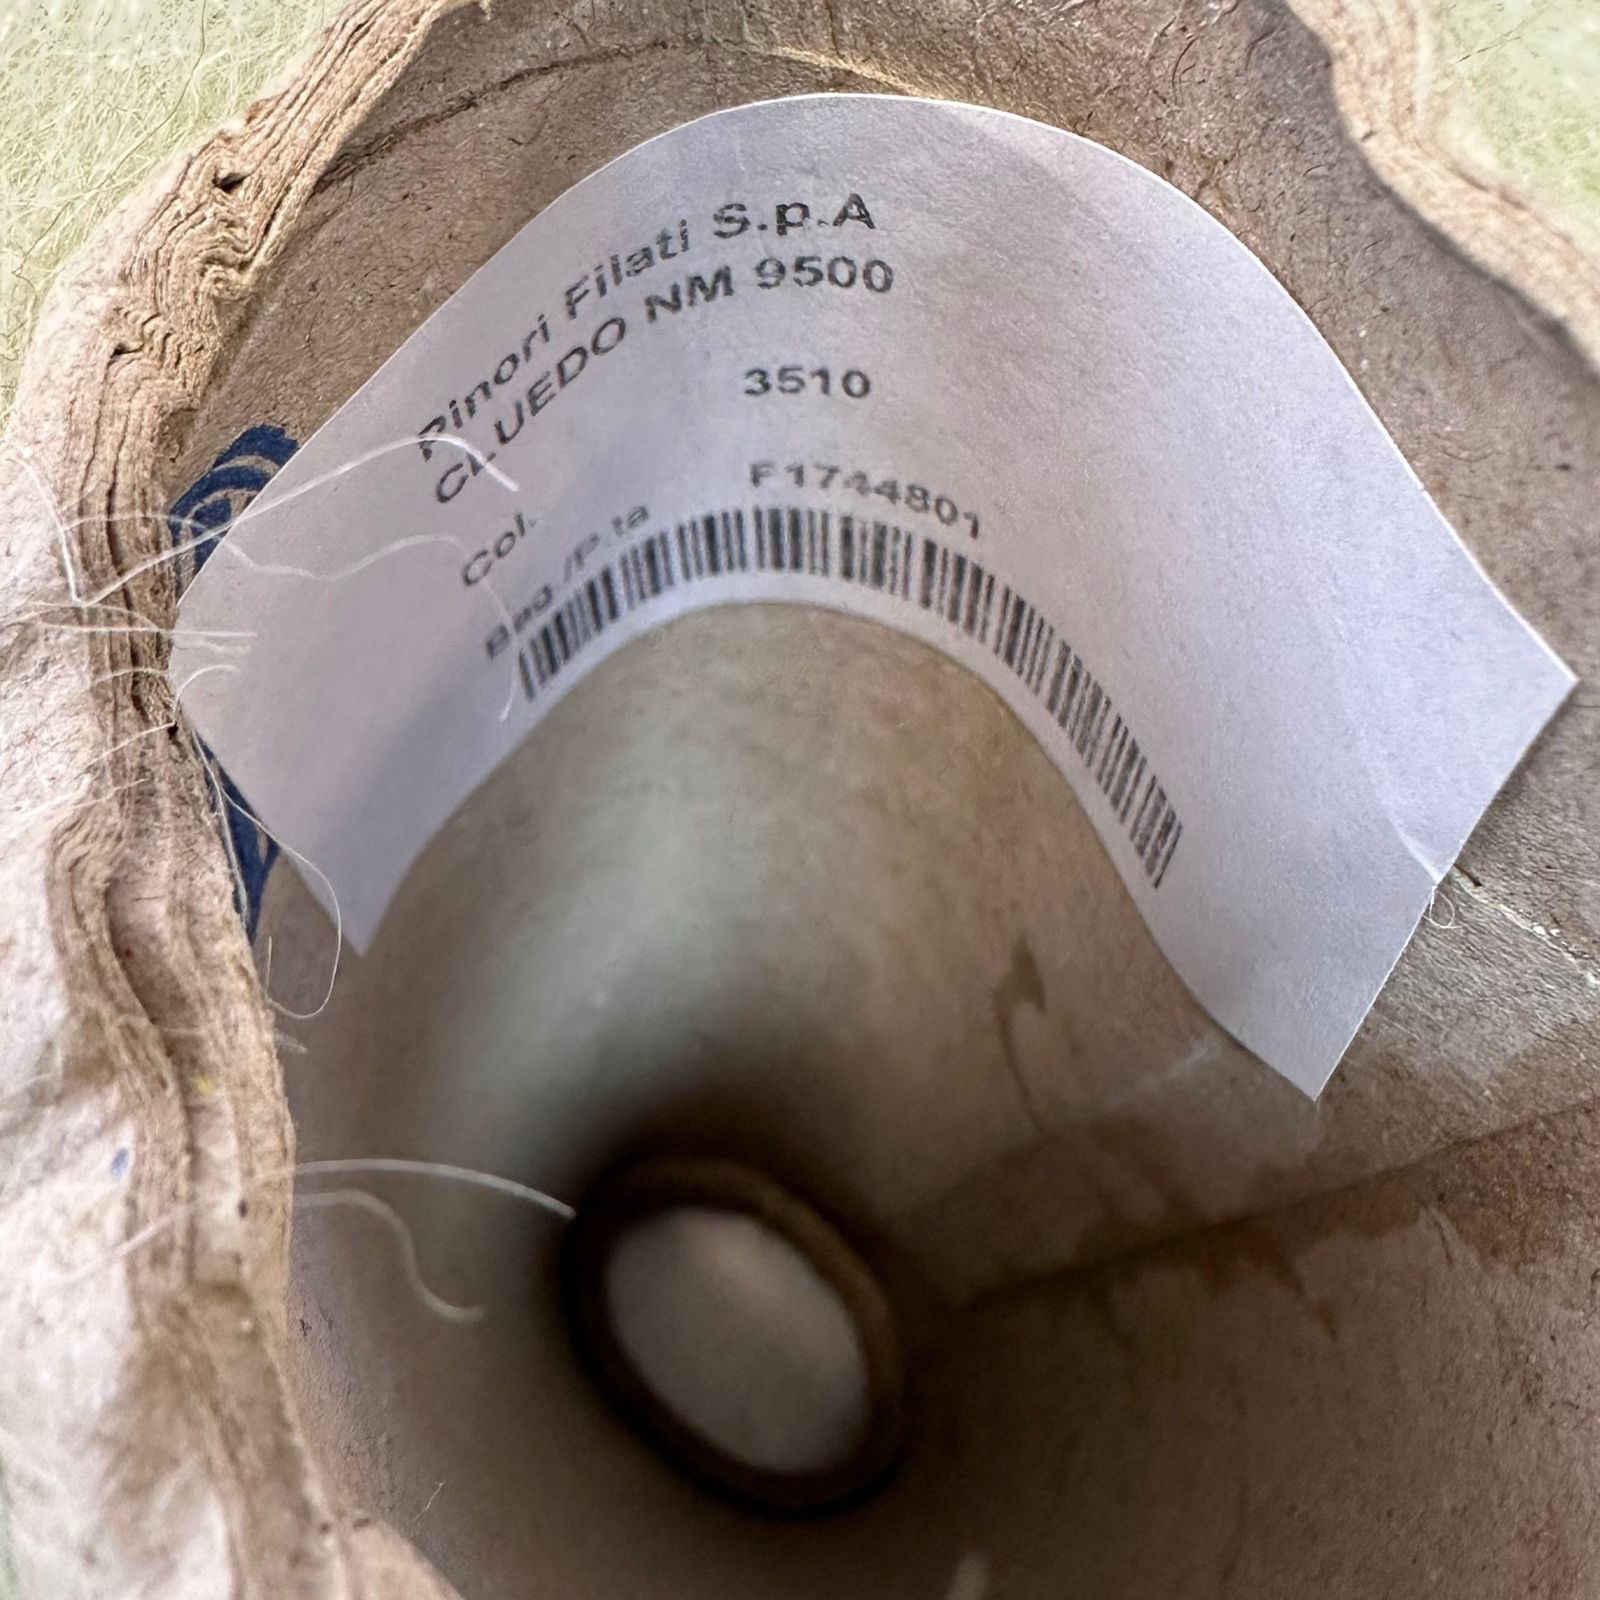 Pinori Filati S.p.A
CLUEDO NM 9500
Col. 3510
Bag./P.ta F1744801